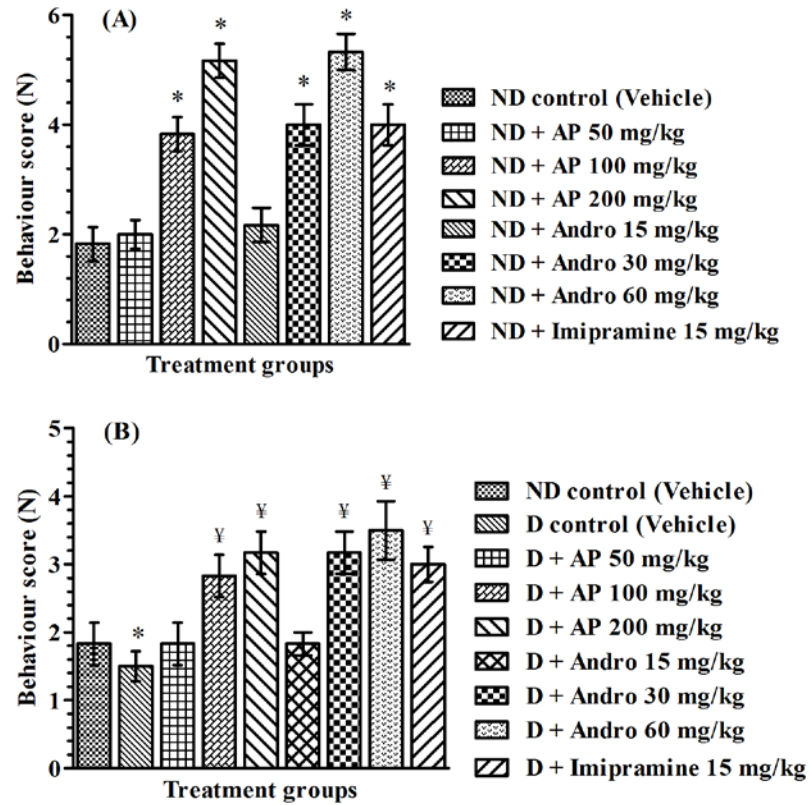 (A)
6
4
2
0
Behaviour score (N)
* * * * *
Treatment groups
ND control (Vehicle)
ND + AP 50 mg/kg
ND + AP 100 mg/kg
ND + AP 200 mg/kg
ND + Andro 15 mg/kg
ND + Andro 30 mg/kg
ND + Andro 60 mg/kg
ND + Imipramine 15 mg/kg
(B)
5
4
3
2
1
0
Behaviour score (N)
* ¥ ¥ ¥ ¥ ¥
Treatment groups
ND control (Vehicle)
D control (Vehicle)
D + AP 50 mg/kg
D + AP 100 mg/kg
D + AP 200 mg/kg
D + Andro 15 mg/kg
D + Andro 30 mg/kg
D + Andro 60 mg/kg
D + Imipramine 15 mg/kg